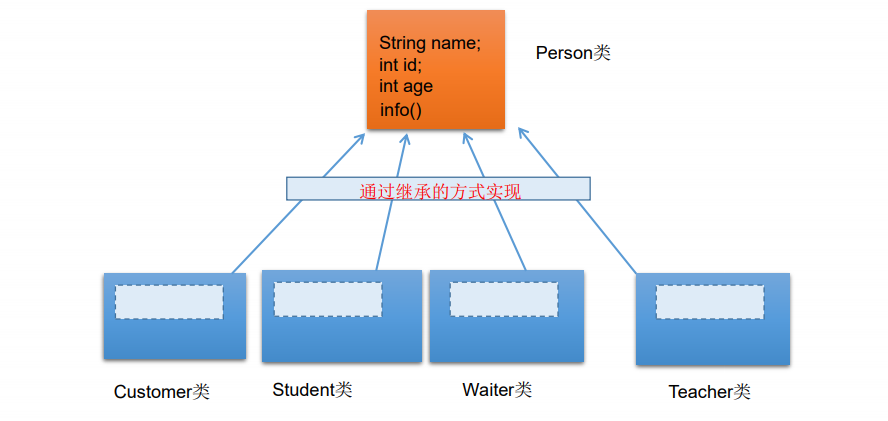 String name;
int id;
int age
info()
Person类
通过继承的方式实现
Customer类
Student类
Waiter类
Teacher类